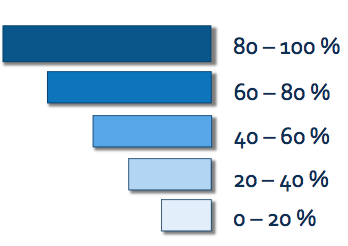 80 – 100 %
60 – 80 %
40 – 60 %
20 – 40 %
0 – 20 %